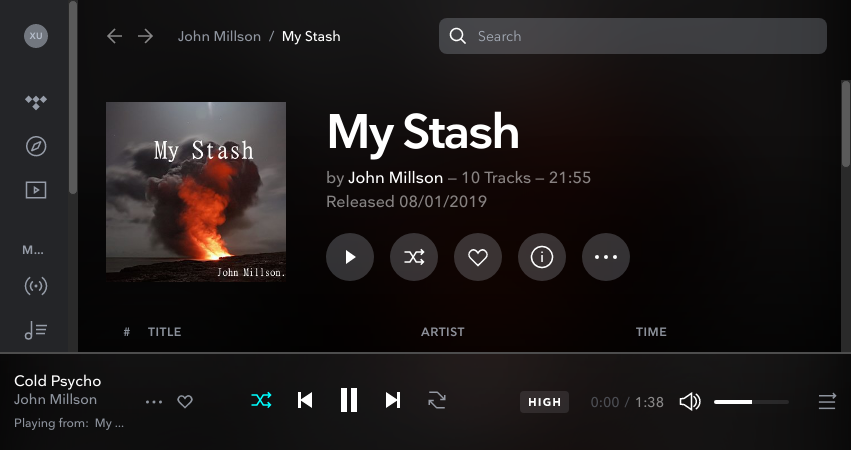 XU
John Millson / My Stash
Search
My Stash
John Millson.
My Stash
by John Millson – 10 Tracks – 21:55
Released 08/01/2019
M...
# TITLE ARTIST TIME
Cold Psycho
John Millson
Playing from: My ...
HIGH
0:00 / 1:38